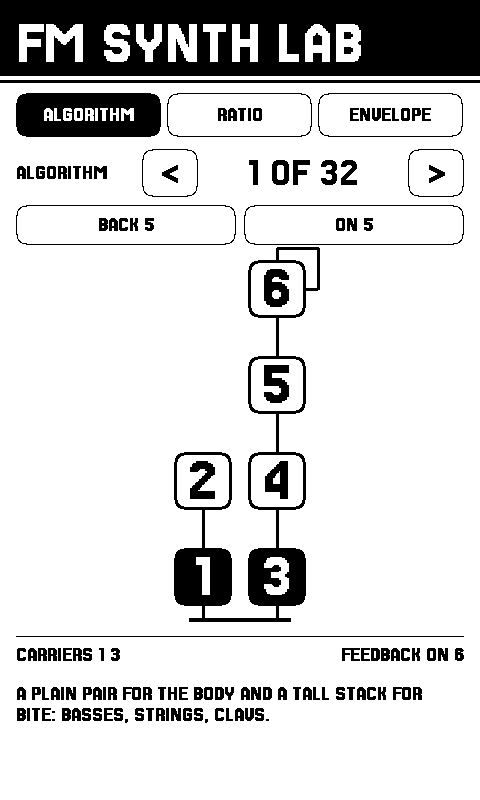 FM SYNTH LAB
ALGORITHM RATIO ENVELOPE
ALGORITHM < 1 OF 32 >
BACK 5 ON 5
6
5
2 4
1 3
CARRIERS 1 3 FEEDBACK ON 6
A PLAIN PAIR FOR THE BODY AND A TALL STACK FOR
BITE: BASSES, STRINGS, CLAVS.